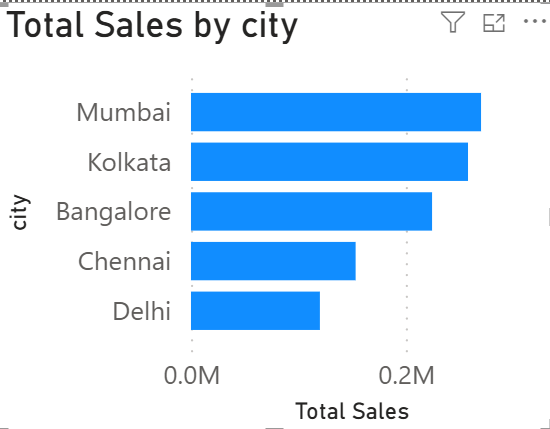 Total Sales by city
Mumbai
Kolkata
Bangalore
Chennai
Delhi
city
0.0M 0.2M
Total Sales